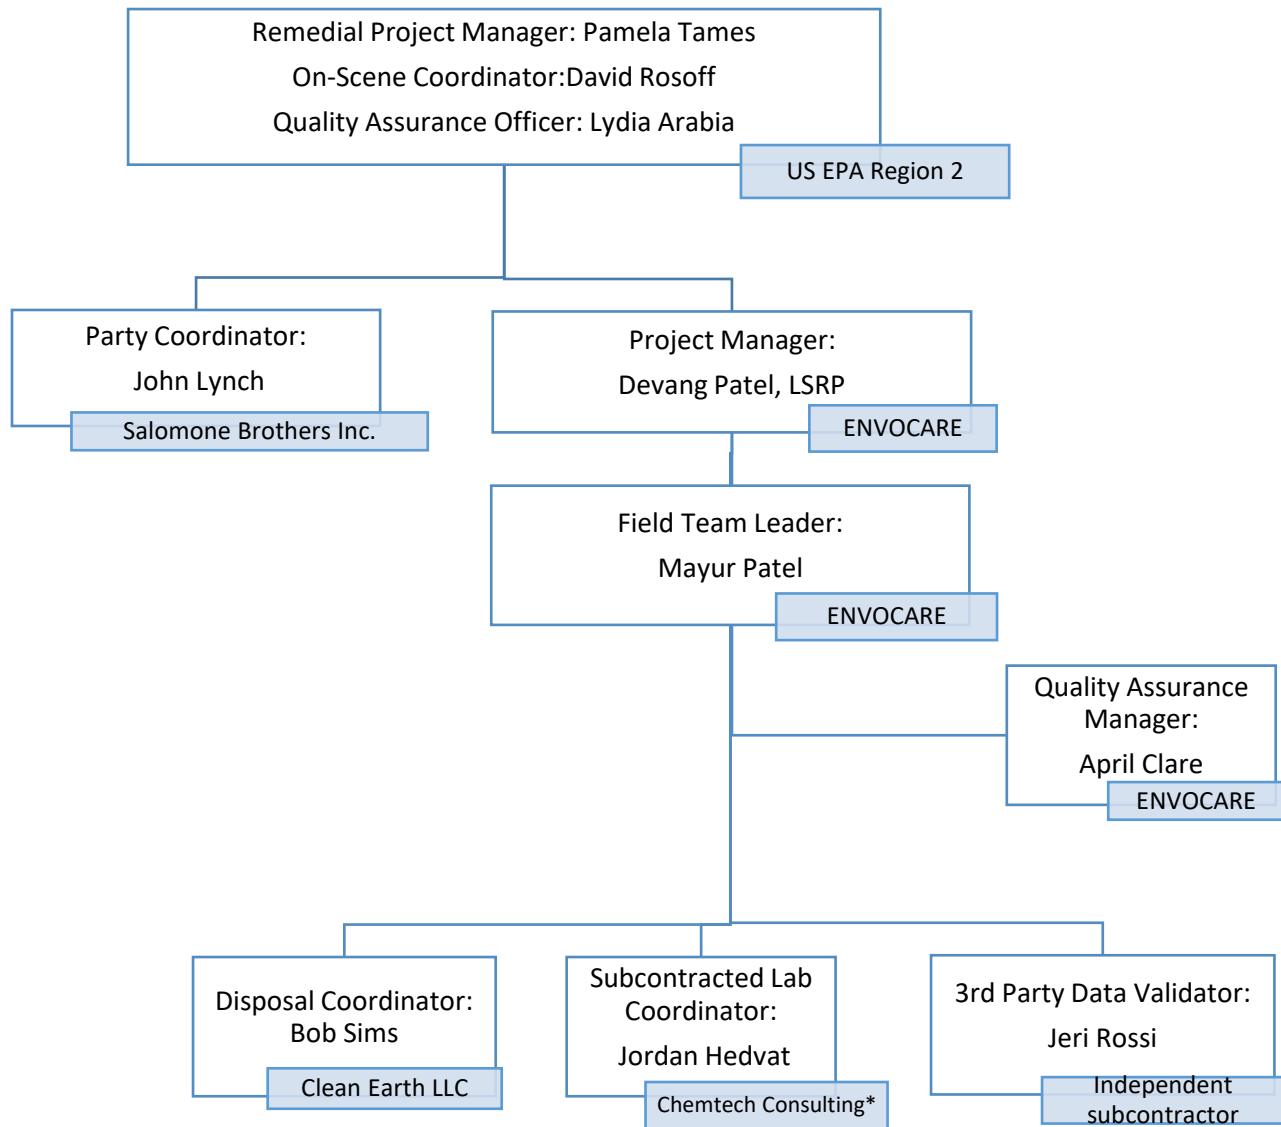 Remedial Project Manager: Pamela Tames
On-Scene Coordinator:David Rosoff
Quality Assurance Officer: Lydia Arabia
US EPA Region 2
Party Coordinator:
John Lynch
Salomone Brothers Inc.
Project Manager:
Devang Patel, LSRP
ENVOCARE
Field Team Leader:
Mayur Patel
ENVOCARE
Quality Assurance
Manager:
April Clare
ENVOCARE
Disposal Coordinator:
Bob Sims
Clean Earth LLC
Subcontracted Lab
Coordinator:
Jordan Hedvat
Chemtech Consulting*
3rd Party Data Validator:
Jeri Rossi
Independent
subcontractor